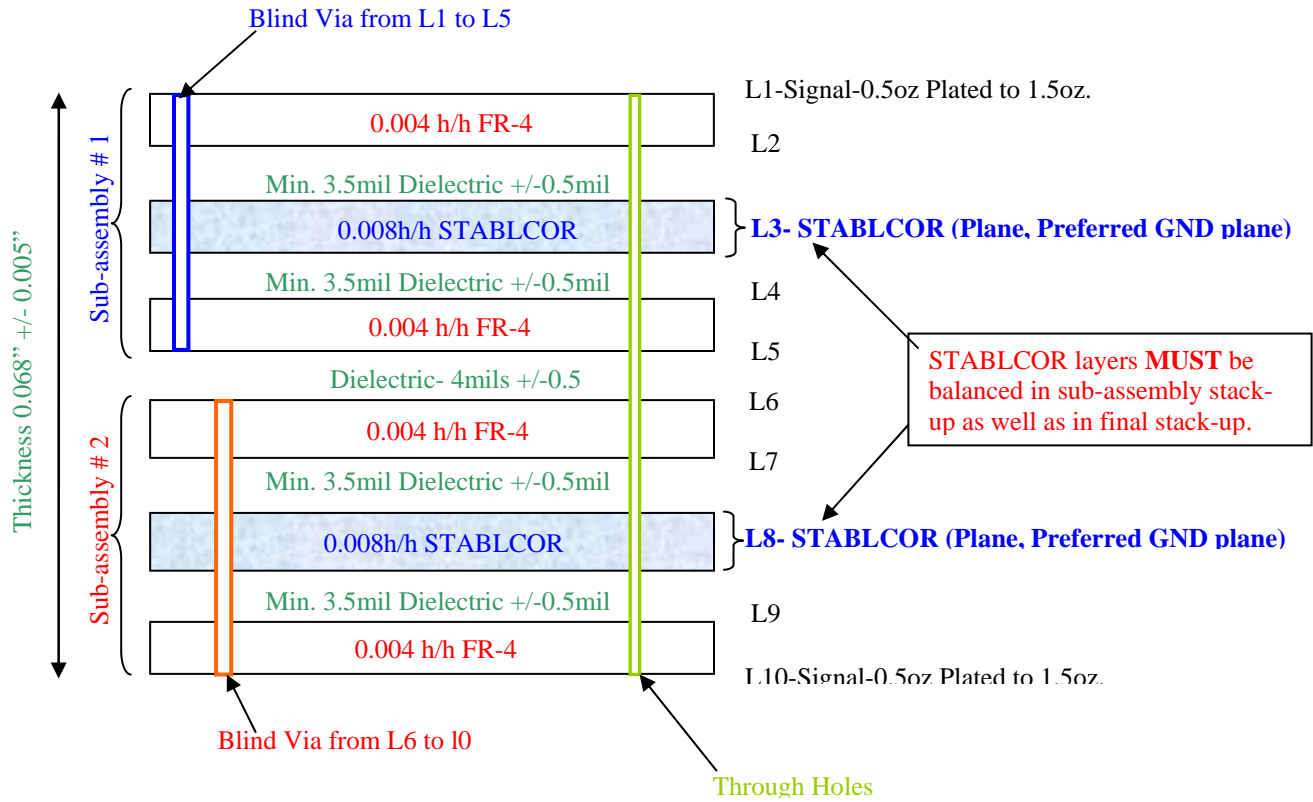 Blind Via from L1 to L5
L1-Signal-0.5oz Plated to 1.5oz.
0.004 h/h FR-4
L2
Min. 3.5mil Dielectric +/-0.5mil
0.008h/h STABLCOR
L3- STABLCOR (Plane, Preferred GND plane)
Min. 3.5mil Dielectric +/-0.5mil
L4
0.004 h/h FR-4
L5
Sub-assembly # 1
Thickness 0.068” +/- 0.005”
STABLCOR layers MUST be
balanced in sub-assembly stack-
up as well as in final stack-up.
Dielectric- 4mils +/-0.5
L6
0.004 h/h FR-4
L7
Min. 3.5mil Dielectric +/-0.5mil
0.008h/h STABLCOR
L8- STABLCOR (Plane, Preferred GND plane)
Min. 3.5mil Dielectric +/-0.5mil
L9
0.004 h/h FR-4
L10-Signal-0.5oz Plated to 1.5oz.
Sub-assembly # 2
Blind Via from L6 to l0
Through Holes